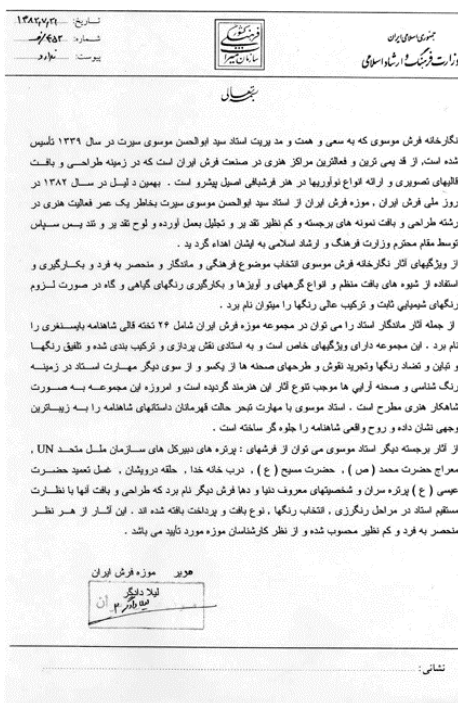 جمهوری اسلامی ایران
وزارت فرهنگ و ارشاد اسلامی
سازمان میراث فرهنگی کشور
تاریخ: ۱۳۸۲,۷,۲۱
شماره:
پیوست: ندارد
بسمه تعالی
نگارخانه فرش موسوی که به سعی و همت و مد یریت استاد سید ابوالحسن موسوی سیرت در سال ۱۳۳۹ تأسیس
شده است, از قد یمی ترین و فعالترین مراکز هنری در صنعت فرش ایران است که در زمینه طراحی و بافت
قالیهای تصویری و ارائه انواع نوآوریها در هنر فرشبافی اصیل پیشرو است . بهمین د لیل در سال ۱۳۸۲ در
روز ملی فرش ایران , موزه فرش ایران از استاد سید ابوالحسن موسوی سیرت بخاطر یک عمر فعالیت هنری در
رشته طراحی و بافت نمونه های برجسته و کم نظیر تقد یر و تجلیل بعمل آورده و لوح تقد یر و تند یس سپاس
توسط مقام محترم وزارت فرهنگ و ارشاد اسلامی به ایشان اهداء گرد ید .
از ویژگیهای آثار نگارخانه فرش موسوی انتخاب موضوع فرهنگی و ماندگار و منحصر به فرد و بکارگیری و
استفاده از شیوه های بافت منظم و انواع گرههای و آویزها و بکارگیری رنگهای گیاهی و گاه در صورت لزوم
رنگهای شیمیایی ثابت و ترکیب عالی رنگها را میتوان نام برد .
از جمله آثار ماندگار استاد را می توان در مجموعه موزه فرش ایران شامل ۲۶ تخته قالی شاهنامه بایسنغری را
نام برد . این مجموعه دارای ویژگیهای خاص است و به استادی نقش پردازی و ترکیب بندی شده و تلفیق رنگها
و تباین و تضاد رنگها وتجرید نقوش و طرحهای صحنه ها از یکسو و از سوی دیگر مهارت استاد در زمینه
رنگ شناسی و صحنه آرایی ها موجب تنوع آثار این هنرمند گردیده است و امروزه این مجموعه به صورت
شاهکار هنری مطرح است . استاد موسوی با مهارت تبحر حالت قهرمانان داستانهای شاهنامه را به زیباترین
وجهی نشان داده و روح واقعی شاهنامه را جلوه گر ساخته است .
از آثار برجسته دیگر استاد موسوی می توان از فرشهای : پرتره های دبیرکل های سازمان ملل متحد UN ,
معراج حضرت محمد ( ص ) , حضرت مسیح ( ع ) , درب خانه خدا , حلقه درویشان , غسل تعمید حضرت
عیسی ( ع ) پرتره سران و شخصیتهای معروف دنیا و دهها فرش دیگر نام برد که طراحی و بافت آنها با نظارت
مستقیم استاد در مراحل رنگرزی , انتخاب رنگها , نوع بافت و پرداخت بافته شده اند . این آثار از هر نظر
منحصر به فرد و کم نظیر محسوب شده و از نظر کارشناسان موزه مورد تأیید می باشد .
مدیر موزه فرش ایران
لیلا دادگر
نشانی :